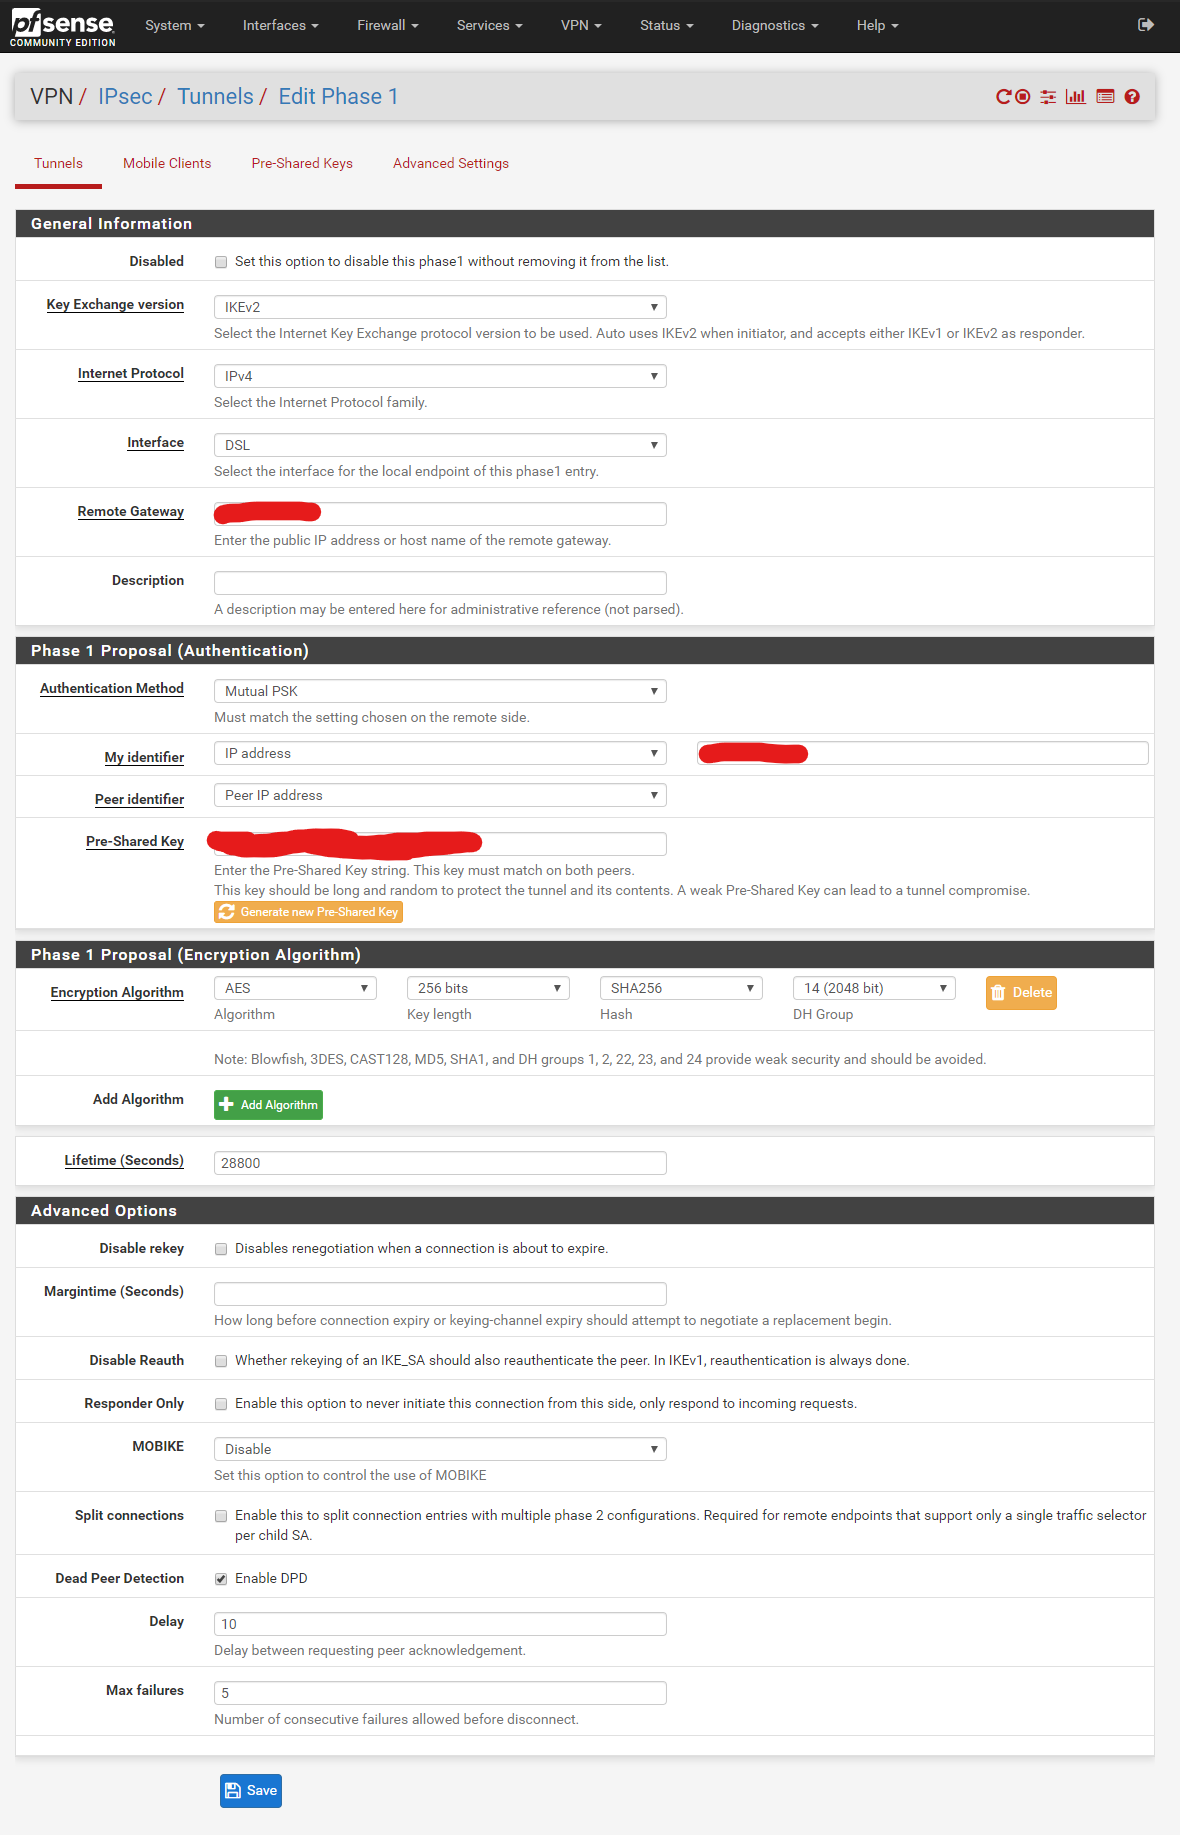 pfsense
COMMUNITY EDITION
System Interfaces Firewall Services VPN Status Diagnostics Help
VPN / IPsec / Tunnels / Edit Phase 1
Tunnels Mobile Clients Pre-Shared Keys Advanced Settings
General Information
Disabled Set this option to disable this phase1 without removing it from the list.
Key Exchange version IKEv2
Select the Internet Key Exchange protocol version to be used. Auto uses IKEv2 when initiator, and accepts either IKEv1 or IKEv2 as responder.
Internet Protocol IPv4
Select the Internet Protocol family.
Interface DSL
Select the interface for the local endpoint of this phase1 entry.
Remote Gateway
Enter the public IP address or host name of the remote gateway.
Description
A description may be entered here for administrative reference (not parsed).
Phase 1 Proposal (Authentication)
Authentication Method Mutual PSK
Must match the setting chosen on the remote side.
My identifier IP address
Peer identifier Peer IP address
Pre-Shared Key
Enter the Pre-Shared Key string. This key must match on both peers.
This key should be long and random to protect the tunnel and its contents. A weak Pre-Shared Key can lead to a tunnel compromise.
Generate new Pre-Shared Key
Phase 1 Proposal (Encryption Algorithm)
Encryption Algorithm AES 256 bits SHA256 14 (2048 bit) Delete
Algorithm Key length Hash DH Group
Note: Blowfish, 3DES, CAST128, MD5, SHA1, and DH groups 1, 2, 22, 23, and 24 provide weak security and should be avoided.
Add Algorithm Add Algorithm
Lifetime (Seconds) 28800
Advanced Options
Disable rekey Disables renegotiation when a connection is about to expire.
Margintime (Seconds)
How long before connection expiry or keying-channel expiry should attempt to negotiate a replacement begin.
Disable Reauth Whether rekeying of an IKE_SA should also reauthenticate the peer. In IKEv1, reauthentication is always done.
Responder Only Enable this option to never initiate this connection from this side, only respond to incoming requests.
MOBIKE Disable
Set this option to control the use of MOBIKE
Split connections Enable this to split connection entries with multiple phase 2 configurations. Required for remote endpoints that support only a single traffic selector
per child SA.
Dead Peer Detection Enable DPD
Delay 10
Delay between requesting peer acknowledgement.
Max failures 5
Number of consecutive failures allowed before disconnect.
Save